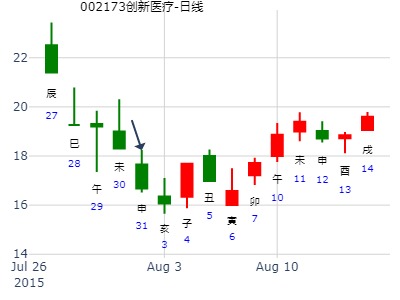 002173创新医疗-日线
22
20
18
16
14
辰
27
巳
28
午
29
未
30
申
31
亥
3
子
4
丑
5
寅
6
卯
7
午
10
未
11
申
12
酉
13
戌
14
Jul 26
2015
Aug 3
Aug 10